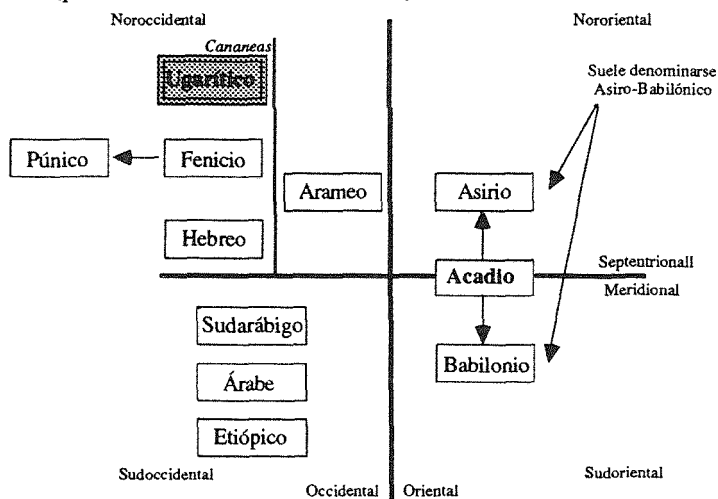 Noroccidental
Nororiental
Cananeas
Ugarítico
Suele denominarse
Asiro-Babilónico
Púnico
Fenicio
Arameo
Asirio
Hebreo
Septentrionall
Acadio
Meridional
Sudarábigo
Babilonio
Árabe
Etiópico
Sudoccidental
Occidental
Oriental
Sudoriental